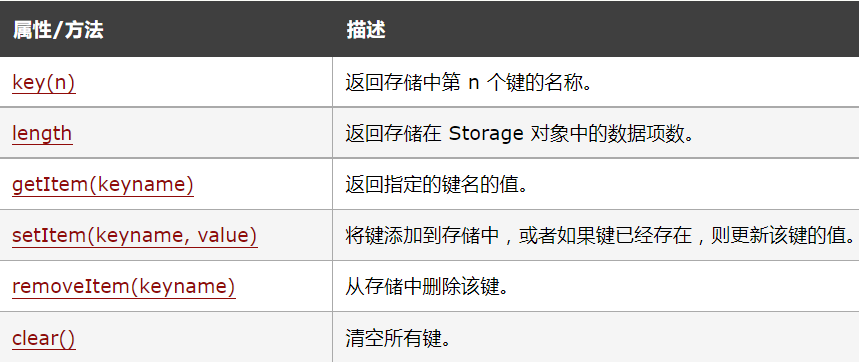 属性/方法 描述
key(n) 返回存储中第 n 个键的名称。
length 返回存储在 Storage 对象中的数据项数。
getItem(keyname) 返回指定的键名的值。
setItem(keyname, value) 将键添加到存储中，或者如果键已经存在，则更新该键的值。
removeItem(keyname) 从存储中删除该键。
clear() 清空所有键。